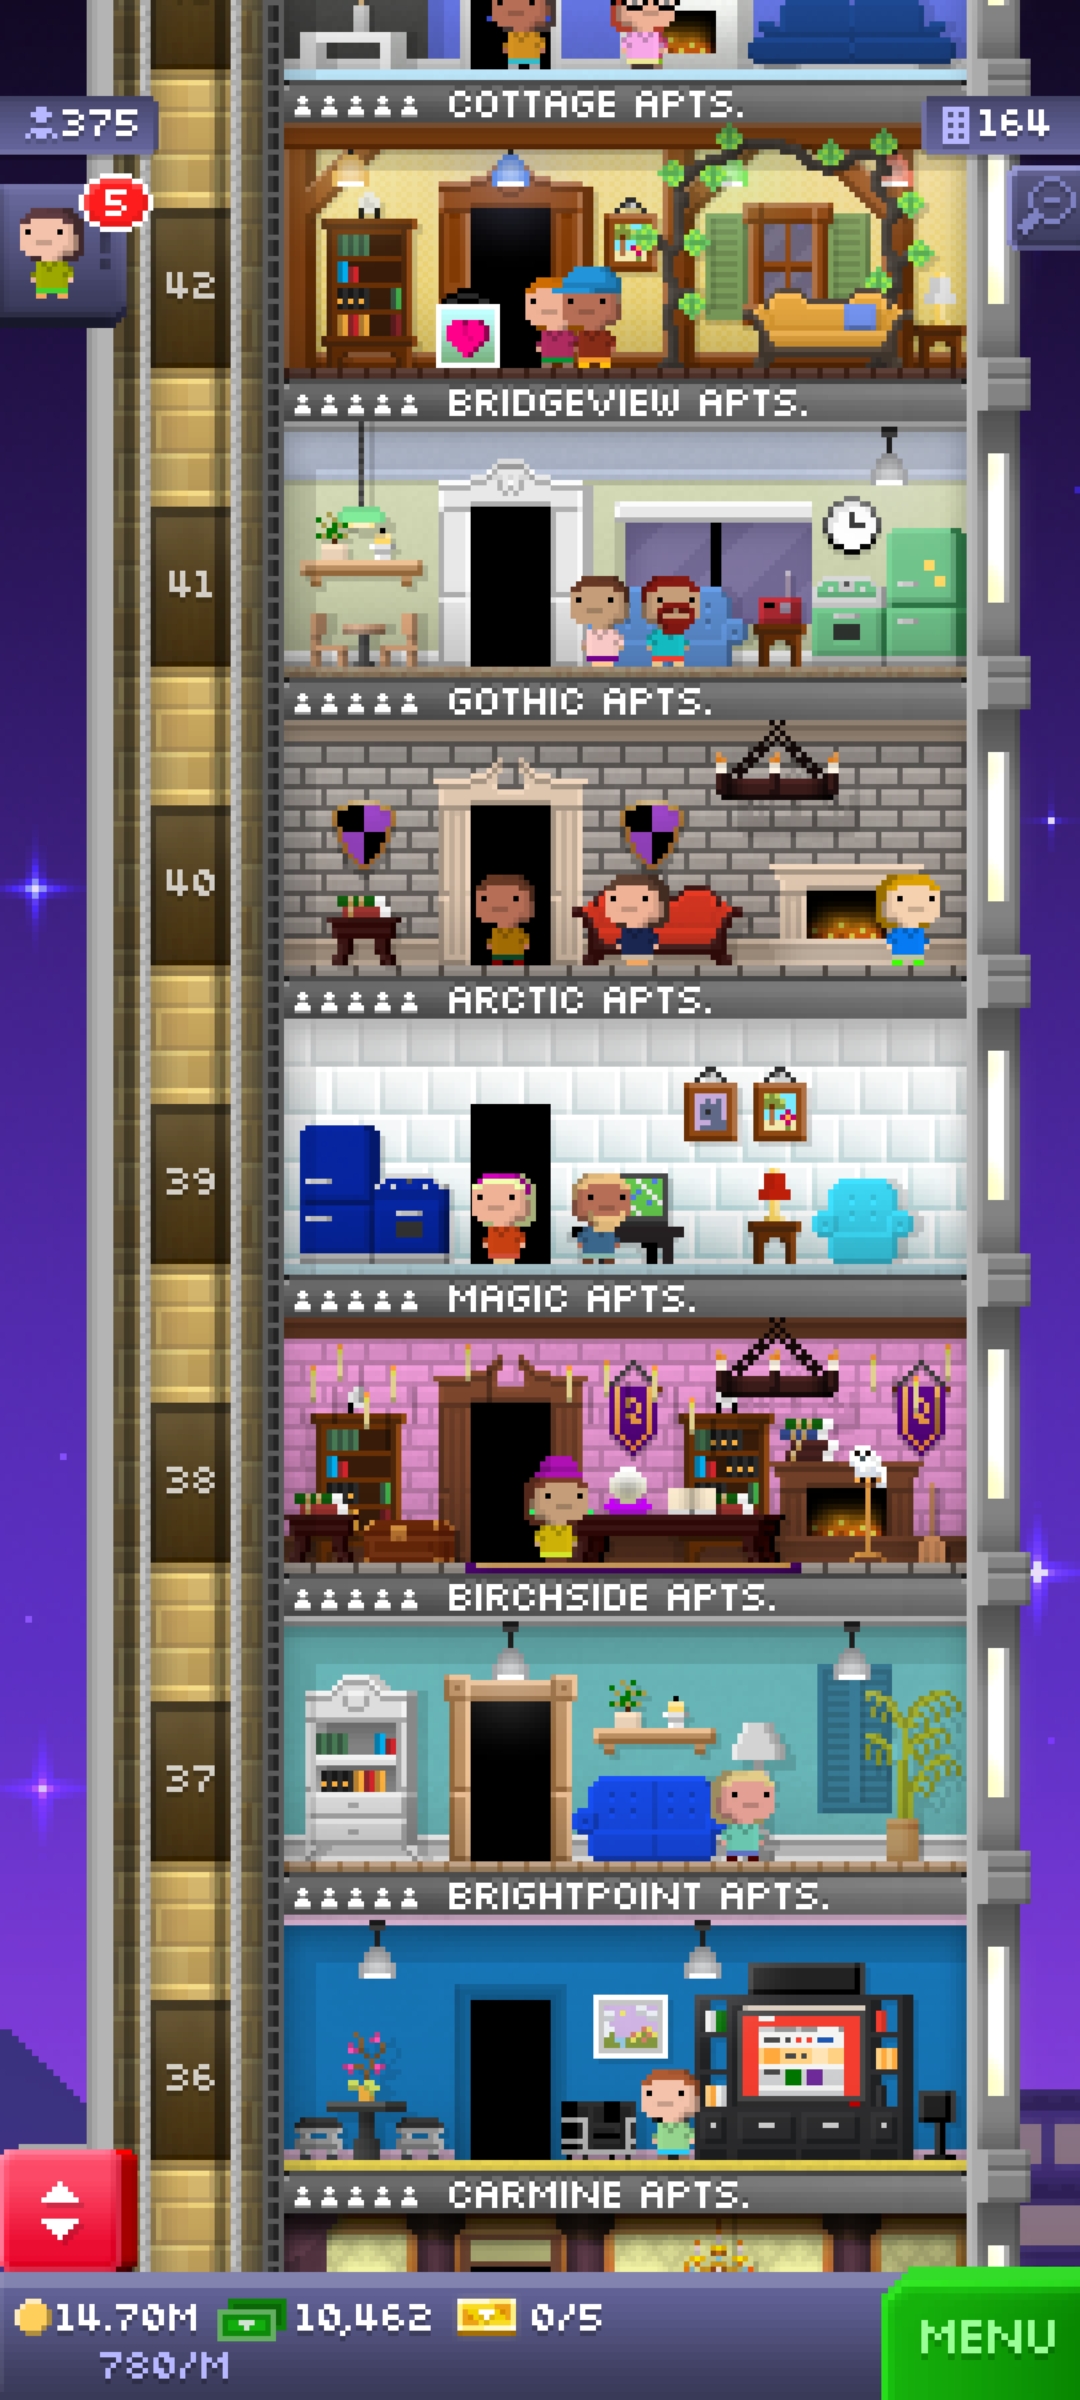 COTTAGE APTS.
375
164
5
42
BRIDGEVIEW APTS.
41
GOTHIC APTS.
40
ARCTIC APTS.
39
MAGIC APTS.
38
BIRCHSIDE APTS.
37
BRIGHTPOINT APTS.
36
CARMINE APTS.
14.70M 10,462 0/5
780/M
MENU